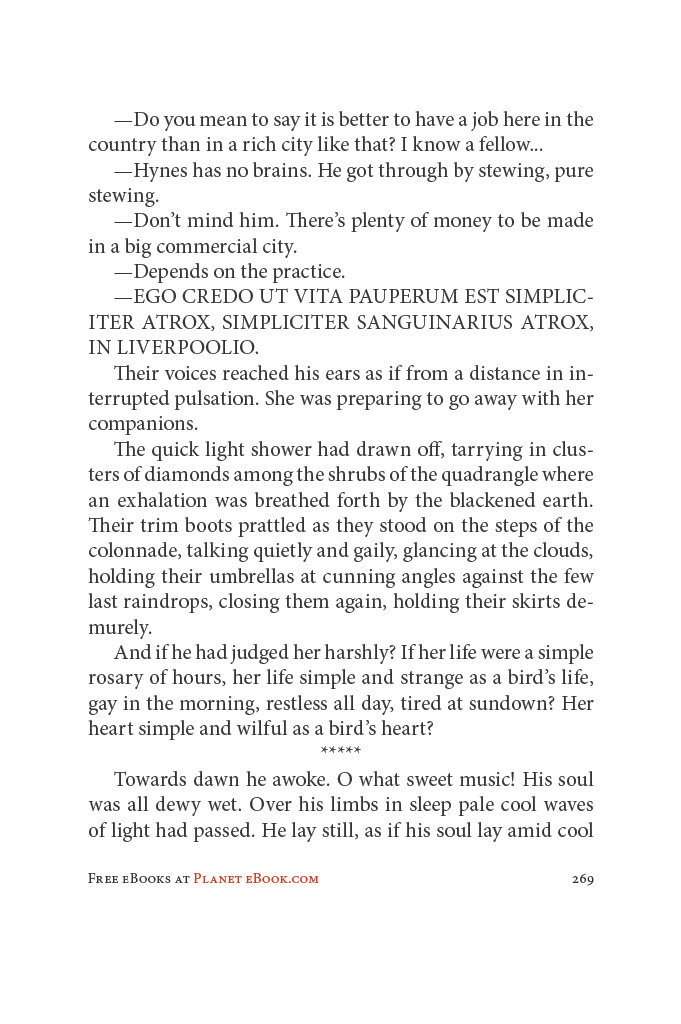 —Do you mean to say it is better to have a job here in the
country than in a rich city like that? I know a fellow...
—Hynes has no brains. He got through by stewing, pure
stewing.
—Don’t mind him. There’s plenty of money to be made
in a big commercial city.
—Depends on the practice.
—EGO CREDO UT VITA PAUPERUM EST SIMPLIC-
ITER ATROX, SIMPLICITER SANGUINARIUS ATROX,
IN LIVERPOOLIO.
Their voices reached his ears as if from a distance in in-
terrupted pulsation. She was preparing to go away with her
companions.
The quick light shower had drawn off, tarrying in clus-
ters of diamonds among the shrubs of the quadrangle where
an exhalation was breathed forth by the blackened earth.
Their trim boots prattled as they stood on the steps of the
colonnade, talking quietly and gaily, glancing at the clouds,
holding their umbrellas at cunning angles against the few
last raindrops, closing them again, holding their skirts de-
murely.
And if he had judged her harshly? If her life were a simple
rosary of hours, her life simple and strange as a bird’s life,
gay in the morning, restless all day, tired at sundown? Her
heart simple and wilful as a bird’s heart?
*****
Towards dawn he awoke. O what sweet music! His soul
was all dewy wet. Over his limbs in sleep pale cool waves
of light had passed. He lay still, as if his soul lay amid cool
Free eBooks at Planet eBook.com 269